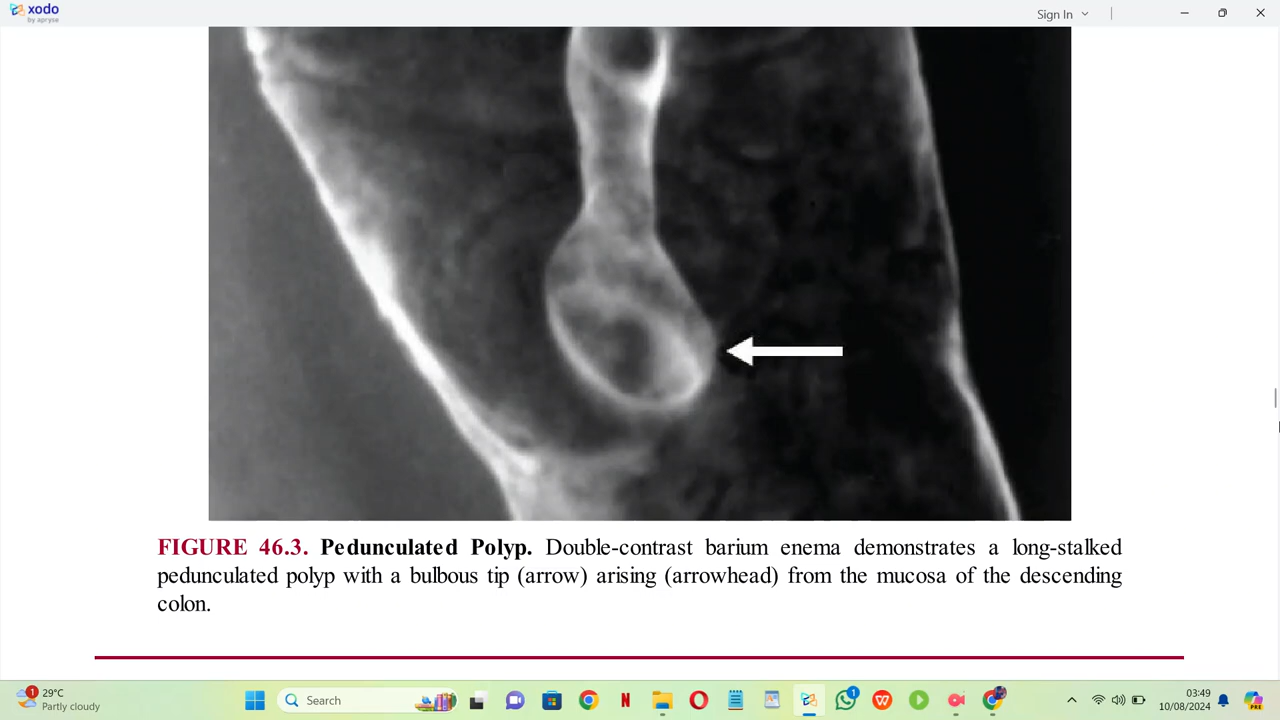 xodo
by apryse
Sign In
FIGURE 46.3. Pedunculated Polyp. Double-contrast barium enema demonstrates a long-stalked
pedunculated polyp with a bulbous tip (arrow) arising (arrowhead) from the mucosa of the descending
colon.
1
29°C
Partly cloudy
Search
1
03:49
10/08/2024